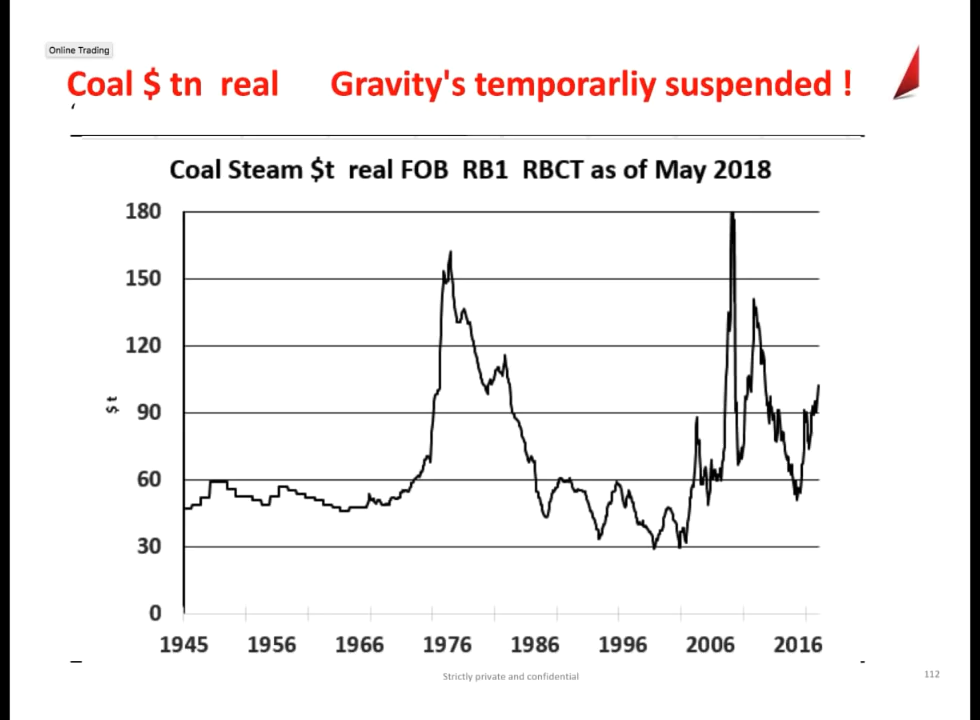 Online Trading
Coal $ tn real Gravity's temporarliy suspended !
‘
Coal Steam $t real FOB RB1 RBCT as of May 2018
180
150
120
90
60
30
0
$ t
1945 1956 1966 1976 1986 1996 2006 2016
Strictly private and confidential
112